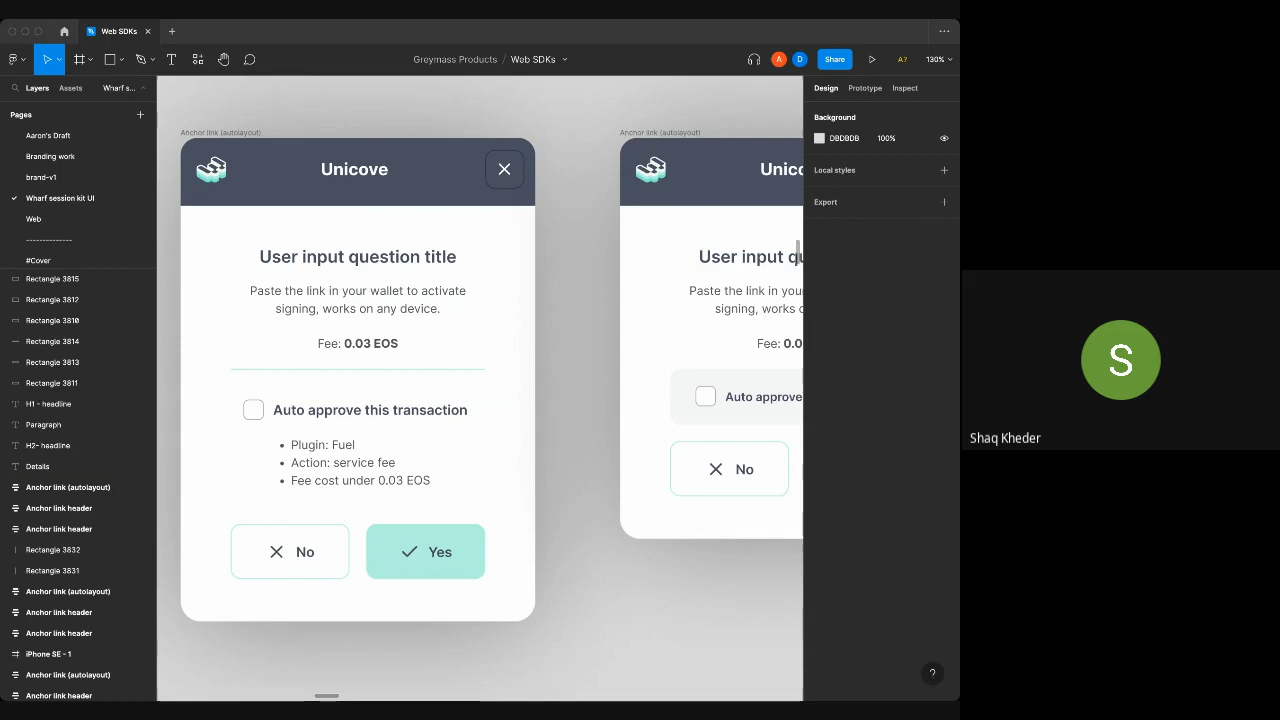 Web SDKs
Greymass Products / Web SDKs
A
D
Share
A?
130%
Layers
Assets
Wharf s...
Pages
Aaron's Draft
Branding work
brand-v1
Wharf session kit UI
Web
--------------
#Cover
Rectangle 3815
Rectangle 3812
Rectangle 3810
Rectangle 3814
Rectangle 3813
Rectangle 3811
H1 - headline
Paragraph
H2- headline
Details
Anchor link (autolayout)
Anchor link header
Anchor link header
Rectangle 3832
Rectangle 3831
Anchor link (autolayout)
Anchor link header
Anchor link header
iPhone SE - 1
Anchor link (autolayout)
Anchor link header
Anchor link (autolayout)
Unicove
User input question title
Paste the link in your wallet to activate
signing, works on any device.
Fee: 0.03 EOS
Auto approve this transaction
• Plugin: Fuel
• Action: service fee
• Fee cost under 0.03 EOS
No
Yes
Anchor link (autolayout)
Unico
User input qu
Paste the link in your
signing, works o
Fee: 0.0
Auto approve
No
Design
Prototype
Inspect
Background
DBDBDB
100%
Local styles
Export
?
S
Shaq Kheder